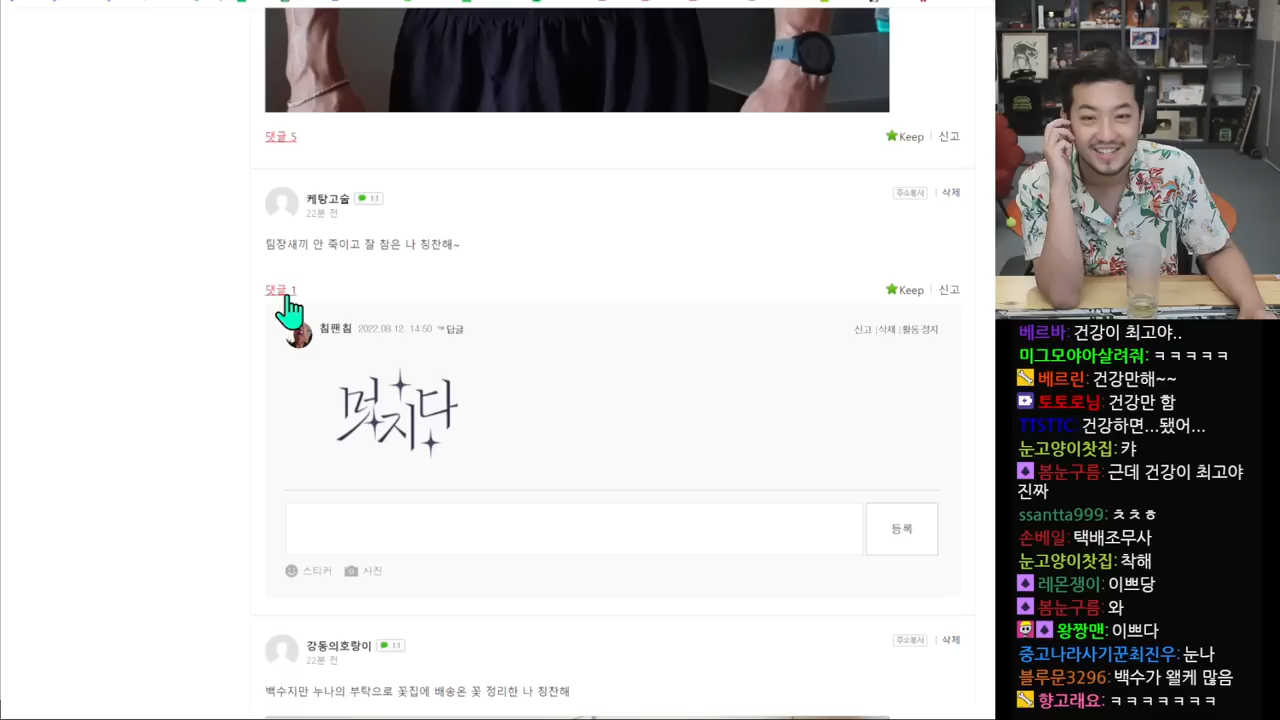 댓글 5
Keep | 신고
케탕고술 1:1
주소복사 | 삭제
22분 전
팀장새끼 안 죽이고 잘 참은 나 칭찬해~
댓글 1
Keep | 신고
침팬침 2022.08.12. 14:50 답글
신고 | 삭제 | 활동 정지
멋지다
등록
스티커 사진
강동의호랑이 1:1
주소복사 | 삭제
22분 전
백수지만 누나의 부탁으로 꽃집에 배송온 꽃 정리한 나 칭찬해
베르바: 건강이 최고야..
미그모야아살려줘: ㅋㅋㅋㅋㅋ
베르린: 건강만해~~
토토로님: 건강만 함
TTSTTC: 건강하면...됐어...
눈고양이찻집: 캬
봄눈구름: 근데 건강이 최고야
진짜
ssantta999: ㅊㅊㅎ
손베일: 택배조무사
눈고양이찻집: 착해
레몬쟁이: 이쁘당
봄눈구름: 와
왕짱맨: 이쁘다
중고나라사기꾼최진우: 눈나
블루문3296: 백수가 왤케 많음
향고래요: ㅋㅋㅋㅋㅋㅋㅋ